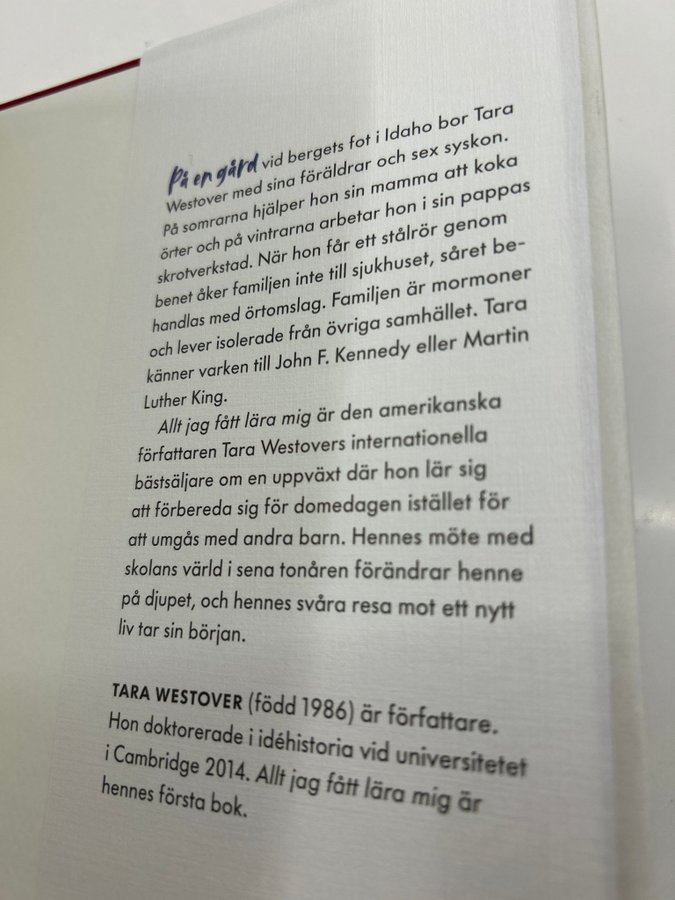 På en gård vid bergets fot i Idaho bor Tara
Westover med sina föräldrar och sex syskon.
På somrarna hjälper hon sin mamma att koka
örter och på vintrarna arbetar hon i sin pappas
skrotverkstad. När hon får ett stålrör genom
benet åker familjen inte till sjukhuset, såret be-
handlas med örtomslag. Familjen är mormoner
och lever isolerade från övriga samhället. Tara
känner varken till John F. Kennedy eller Martin
Luther King.
Allt jag fått lära mig är den amerikanska
författaren Tara Westovers internationella
bästsäljare om en uppväxt där hon lär sig
att förbereda sig för domedagen istället för
att umgås med andra barn. Hennes möte med
skolans värld i sena tonåren förändrar henne
på djupet, och hennes svåra resa mot ett nytt
liv tar sin början.
TARA WESTOVER (född 1986) är författare.
Hon doktorerade i idéhistoria vid universitetet
i Cambridge 2014. Allt jag fått lära mig är
hennes första bok.